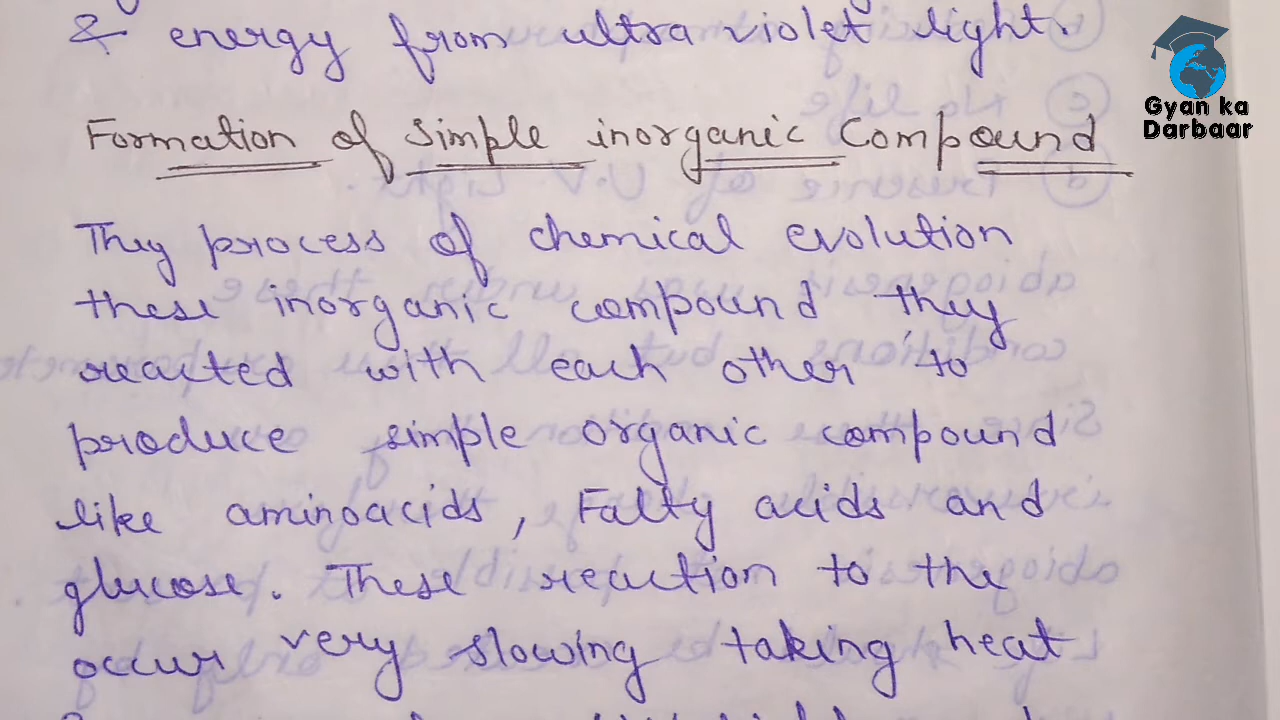 & energy from ultra violet light.
Gyan ka
Darbaar
Formation of simple inorganic Compound
They process of chemical evolution
these inorganic compound they
reacted with each other to
produce simple organic compound
like aminoacids, Fatty acids and
glucose. These reaction to the
occur very slowing taking heat